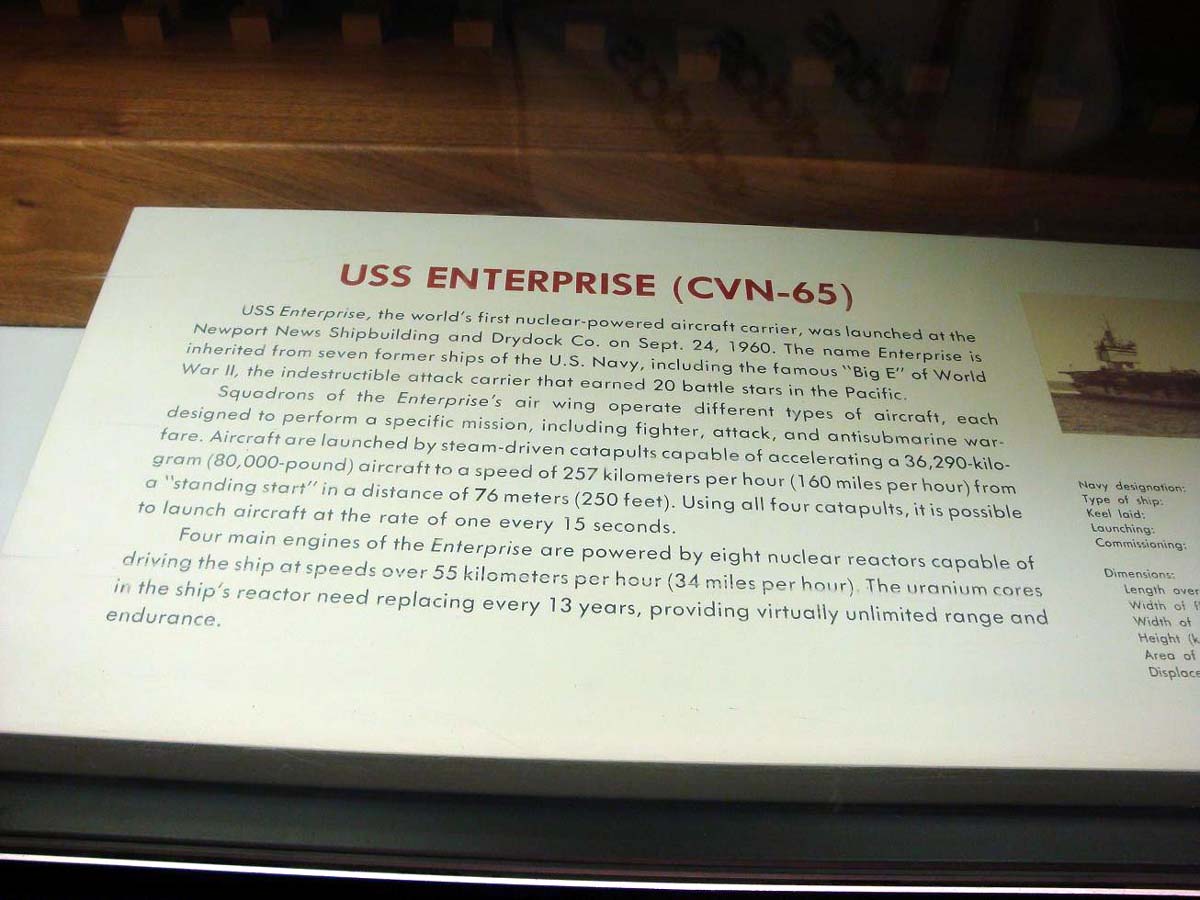 USS ENTERPRISE (CVN-65)
USS Enterprise, the world's first nuclear-powered aircraft carrier, was launched at the
Newport News Shipbuilding and Drydock Co. on Sept. 24, 1960. The name Enterprise is
inherited from seven former ships of the U.S. Navy, including the famous "Big E" of World
War II, the indestructible attack carrier that earned 20 battle stars in the Pacific.
Squadrons of the Enterprise's air wing operate different types of aircraft, each
designed to perform a specific mission, including fighter, attack, and antisubmarine war-
fare. Aircraft are launched by steam-driven catapults capable of accelerating a 36,290-kilo-
gram (80,000-pound) aircraft to a speed of 257 kilometers per hour (160 miles per hour) from
a "standing start" in a distance of 76 meters (250 feet). Using all four catapults, it is possible
to launch aircraft at the rate of one every 15 seconds.
Four main engines of the Enterprise are powered by eight nuclear reactors capable of
driving the ship at speeds over 55 kilometers per hour (34 miles per hour). The uranium cores
in the ship's reactor need replacing every 13 years, providing virtually unlimited range and
endurance.
Navy designation:
Type of ship:
Keel laid:
Launching:
Commissioning:
Dimensions:
Length over
Width of
Width of
Height
Area of